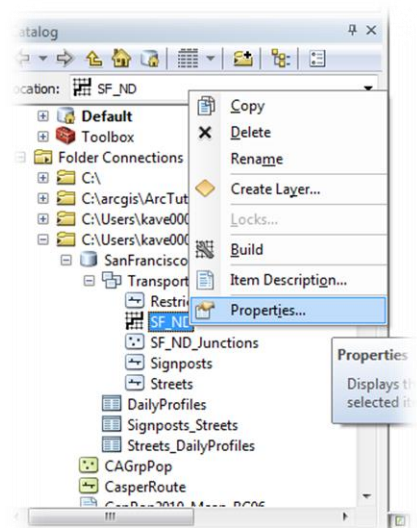 atalog
ocation: SF_ND
Default
Toolbox
Folder Connections
C:\
C:\arcgis\ArcTut
C:\Users\kave000
C:\Users\kave000
SanFrancisco
Transport
Restri
SF_ND
SF_ND_Junctions
Signposts
Streets
DailyProfiles
Signposts_Streets
Streets_DailyProfiles
CAGrpPop
CasperRoute
Copy
Delete
Rename
Create Layer...
Locks...
Build
Item Description...
Properties...
Properties
Displays th
selected ite